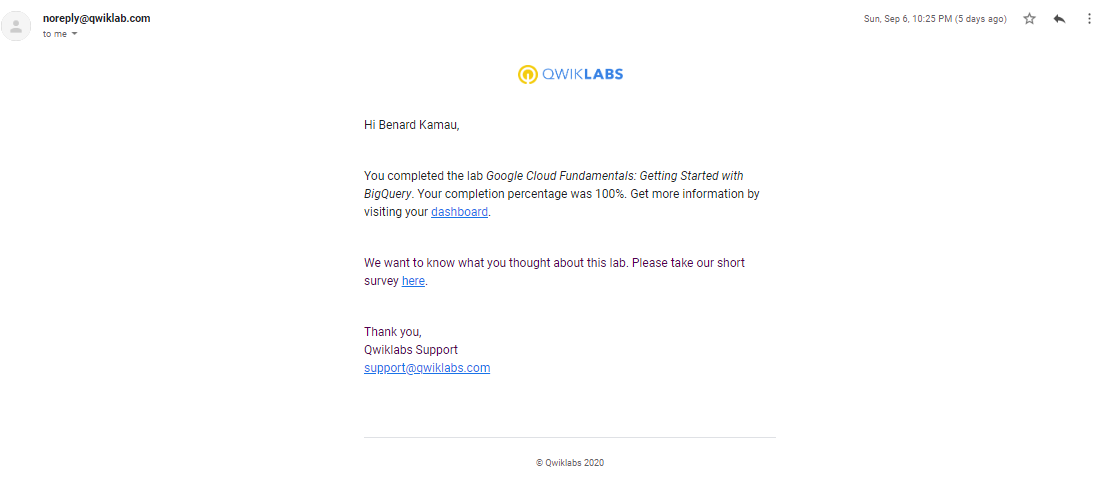 noreply@qwiklab.com
Sun, Sep 6, 10:25 PM (5 days ago)
to me
QWIKLABS
Hi Benard Kamau,
You completed the lab Google Cloud Fundamentals: Getting Started with
BigQuery. Your completion percentage was 100%. Get more information by
visiting your dashboard.
We want to know what you thought about this lab. Please take our short
survey here.
Thank you,
Qwiklabs Support
support@qwiklabs.com
© Qwiklabs 2020